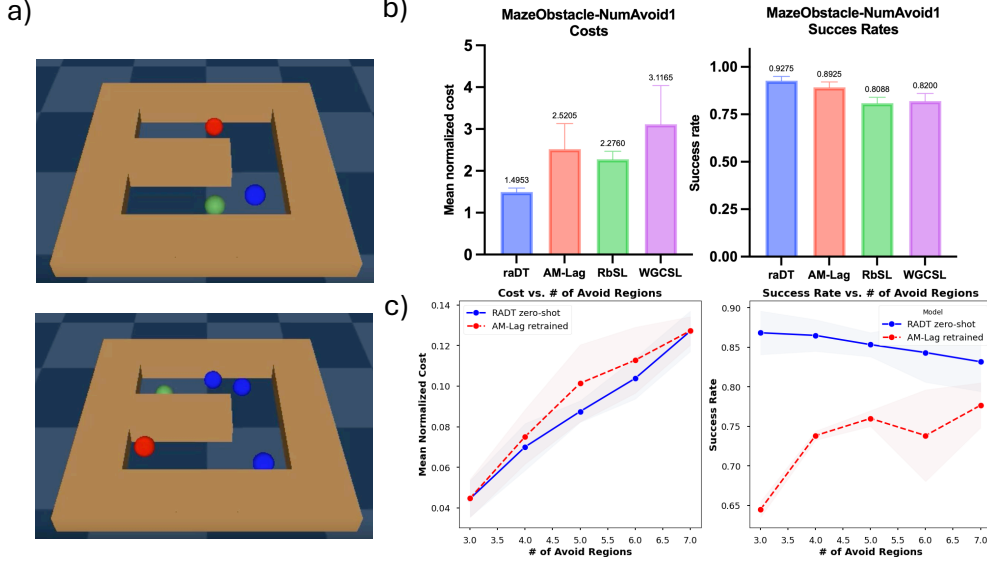 a)
b)
MazeObstacle-NumAvoid1
Costs
Mean normalized cost
5
4
3
2
1
0
1.4953
2.5205
2.2760
3.1165
raDT
AM-Lag
RbSL
WGCSL
MazeObstacle-NumAvoid1
Succes Rates
Success rate
1.00
0.75
0.50
0.25
0.00
0.9275
0.8925
0.8088
0.8200
raDT
AM-Lag
RbSL
WGCSL
c)
Cost vs. # of Avoid Regions
RADT zero-shot
AM-Lag retrained
Mean Normalized Cost
0.14
0.12
0.10
0.08
0.06
0.04
3.0 3.5 4.0 4.5 5.0 5.5 6.0 6.5 7.0
# of Avoid Regions
Success Rate vs. # of Avoid Regions
Model
RADT zero-shot
AM-Lag retrained
Success Rate
0.90
0.85
0.80
0.75
0.70
0.65
3.0 3.5 4.0 4.5 5.0 5.5 6.0 6.5 7.0
# of Avoid Regions